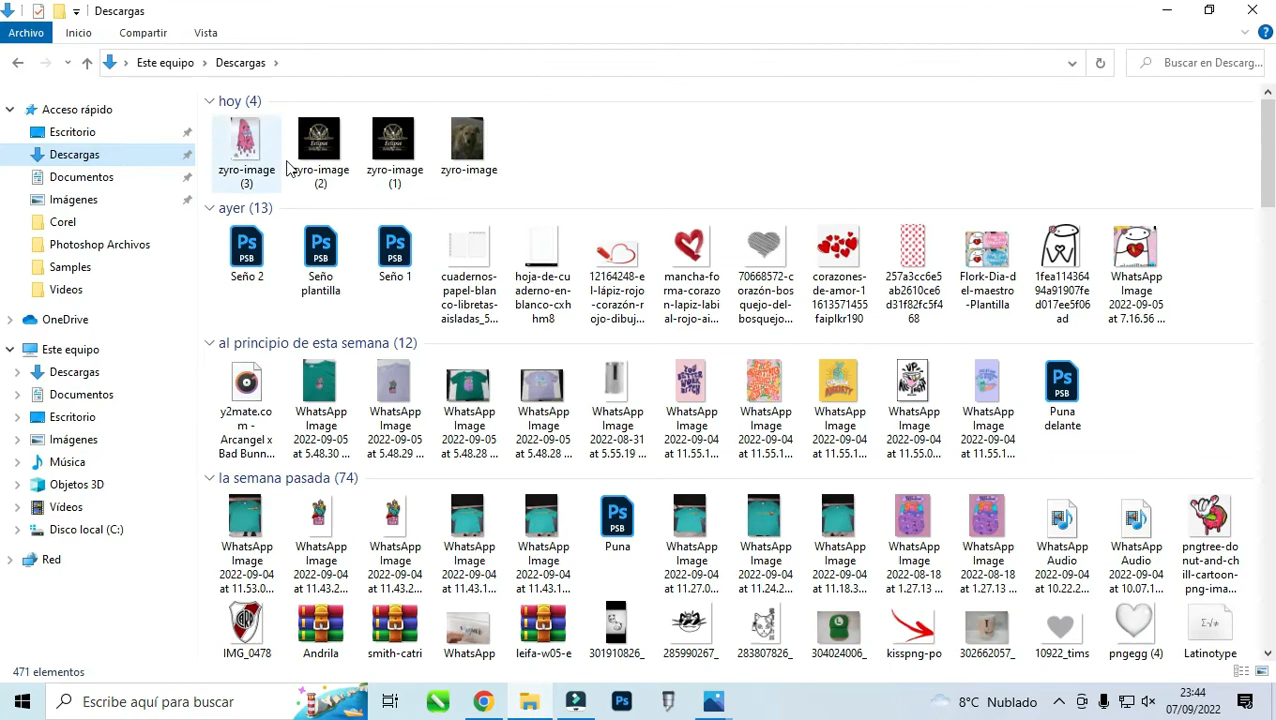 Descargas
Archivo Inicio Compartir Vista
Este equipo Descargas Buscar en Descarg...
Acceso rápido
Escritorio
Descargas
Documentos
Imágenes
Corel
Photoshop Archivos
Samples
Videos
OneDrive
Este equipo
Descargas
Documentos
Escritorio
Imágenes
Música
Objetos 3D
Vídeos
Disco local (C:)
Red
hoy (4)
zyro-image (3)
zyro-image (2)
zyro-image (1)
zyro-image
ayer (13)
Seño 2
Seño plantilla
Seño 1
cuadernos-papel-blanco-libretas-aisladas_5...
hoja-de-cuaderno-en-blanco-cxhhm8
12164248-el-lápiz-rojo-corazón-rojo-dibuj...
mancha-forma-corazon-lapiz-labial-rojo-ai...
70668572-corazón-bosquejo-del-bosquejo...
corazones-de-amor-11613571455faiplkr190
257a3cc6e5ab2610ce6d31f82fc5f468
Flork-Dia-del-maestro-Plantilla
1fea11436494a91907fefd017ee5f06ad
WhatsApp Image 2022-09-05 at 7.16.56 ...
al principio de esta semana (12)
y2mate.com - Arcangel x Bad Bunn...
WhatsApp Image 2022-09-05 at 5.48.30 ...
WhatsApp Image 2022-09-05 at 5.48.29 ...
WhatsApp Image 2022-09-05 at 5.48.28 ...
WhatsApp Image 2022-09-05 at 5.48.28 ...
WhatsApp Image 2022-08-31 at 5.55.19 ...
WhatsApp Image 2022-09-04 at 11.55.1...
WhatsApp Image 2022-09-04 at 11.55.1...
WhatsApp Image 2022-09-04 at 11.55.1...
WhatsApp Image 2022-09-04 at 11.55.0...
WhatsApp Image 2022-09-04 at 11.55.1...
Puna delante
la semana pasada (74)
WhatsApp Image 2022-09-04 at 11.53.0...
WhatsApp Image 2022-09-04 at 11.43.2...
WhatsApp Image 2022-09-04 at 11.43.2...
WhatsApp Image 2022-09-04 at 11.43.1...
WhatsApp Image 2022-09-04 at 11.43.1...
Puna
WhatsApp Image 2022-09-04 at 11.27.0...
WhatsApp Image 2022-09-04 at 11.24.2...
WhatsApp Image 2022-09-04 at 11.18.3...
WhatsApp Image 2022-08-18 at 1.27.13 ...
WhatsApp Image 2022-08-18 at 1.27.13 ...
WhatsApp Audio 2022-09-04 at 10.22.2...
WhatsApp Audio 2022-09-04 at 10.07.1...
pngtree-donut-and-chill-cartoon-png-ima...
IMG_0478
Andrila
smith-catri
WhatsApp
leifa-w05-e
301910826_
285990267_
283807826_
304024006_
kisspng-po
302662057_
10922_tims
pngegg (4)
Latinotype
471 elementos
Escribe aquí para buscar
8°C Nublado
23:44
07/09/2022